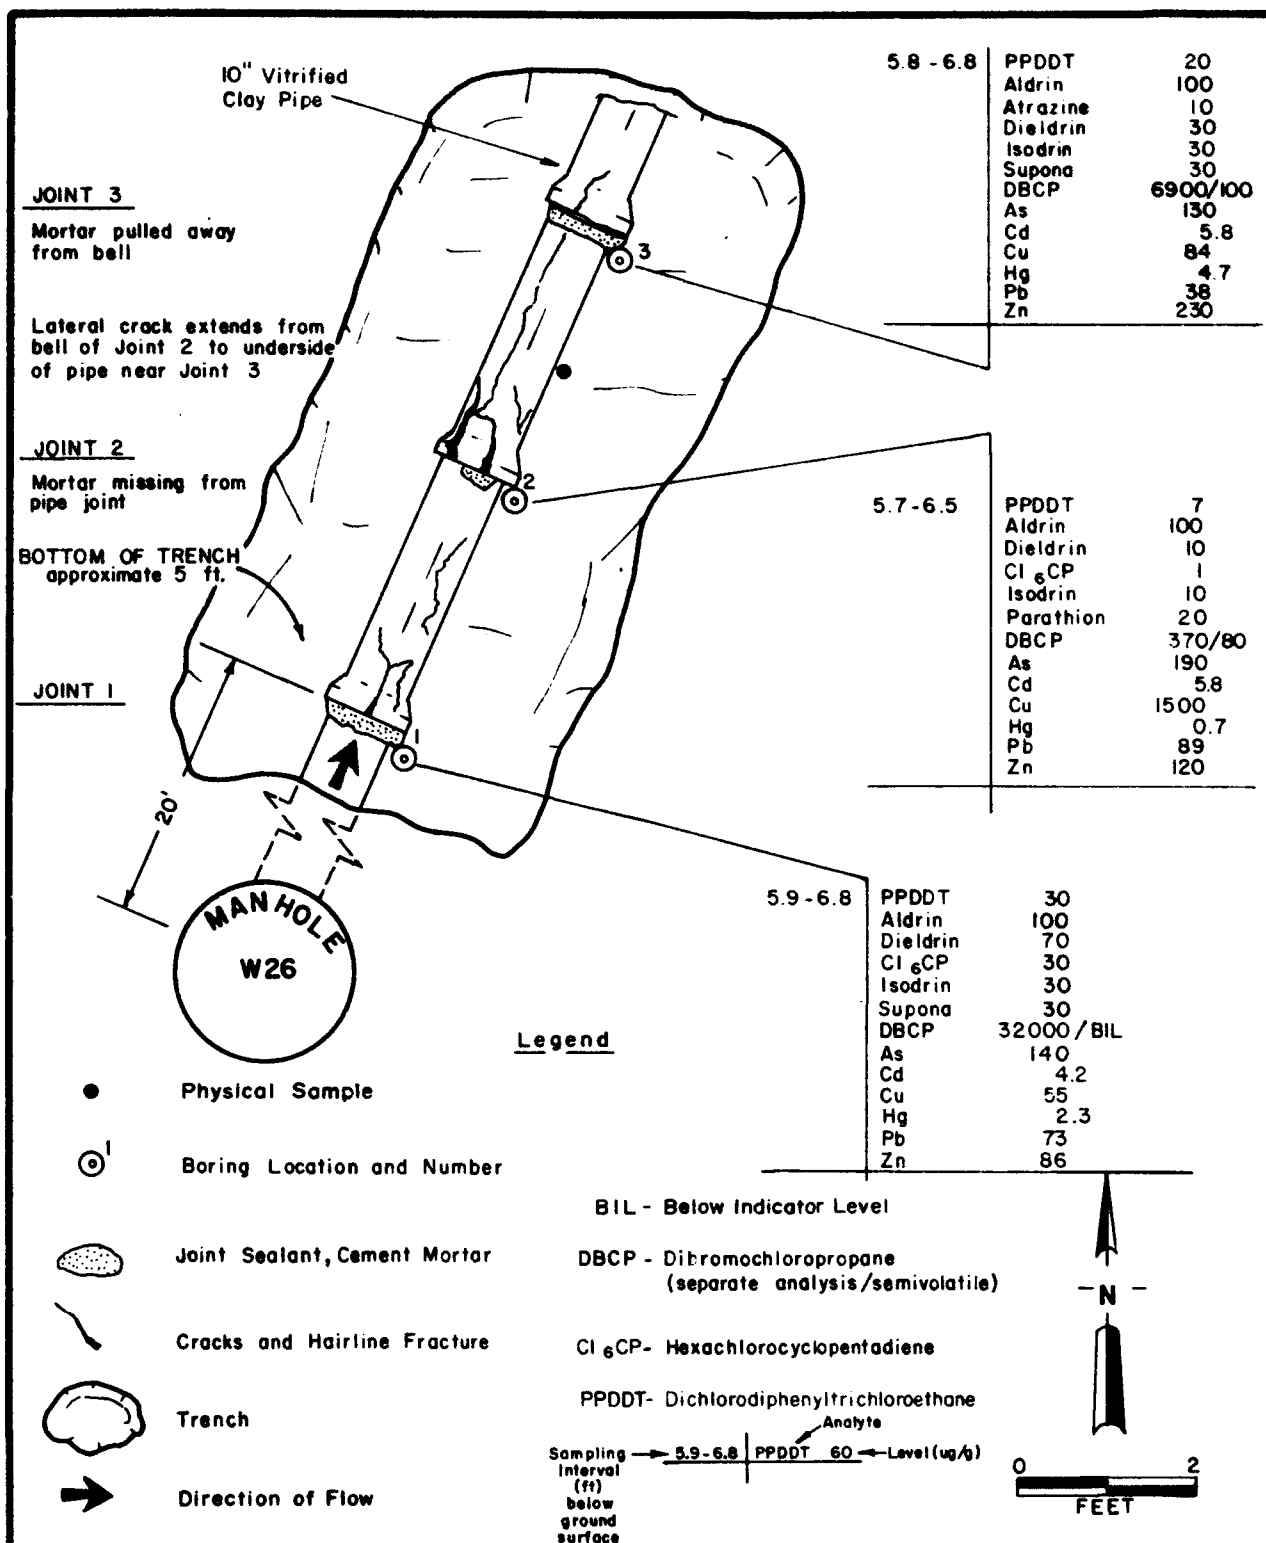 10" Vitrified
Clay Pipe
JOINT 3
Mortar pulled away
from bell
Lateral crack extends from
bell of Joint 2 to underside
of pipe near Joint 3
JOINT 2
Mortar missing from
pipe joint
BOTTOM OF TRENCH
approximate 5 ft.
JOINT 1
20'
MANHOLE
W26
3
2
1
5.8 - 6.8 PPDDT 20
Aldrin 100
Atrazine 10
Dieldrin 30
Isodrin 30
Supona 30
DBCP 6900/100
As 130
Cd 5.8
Cu 84
Hg 4.7
Pb 38
Zn 230
5.7 - 6.5 PPDDT 7
Aldrin 100
Dieldrin 10
Cl 6CP 1
Isodrin 10
Parathion 20
DBCP 370/80
As 190
Cd 5.8
Cu 1500
Hg 0.7
Pb 89
Zn 120
5.9 - 6.8 PPDDT 30
Aldrin 100
Dieldrin 70
Cl 6CP 30
Isodrin 30
Supona 30
DBCP 32000 / BIL
As 140
Cd 4.2
Cu 55
Hg 2.3
Pb 73
Zn 86
Legend
Physical Sample
1
Boring Location and Number
Joint Sealant, Cement Mortar
Cracks and Hairline Fracture
Trench
Direction of Flow
BIL - Below Indicator Level
DBCP - Dibromochloropropane
(separate analysis/semivolatile)
Cl 6CP - Hexachlorocyclopentadiene
PPDDT - Dichlorodiphenyltrichloroethane
Analyte
Sampling 5.9 - 6.8 PPDDT 60 Level (ug/g)
Interval
(ft)
below
ground
surface
N
0 2
FEET